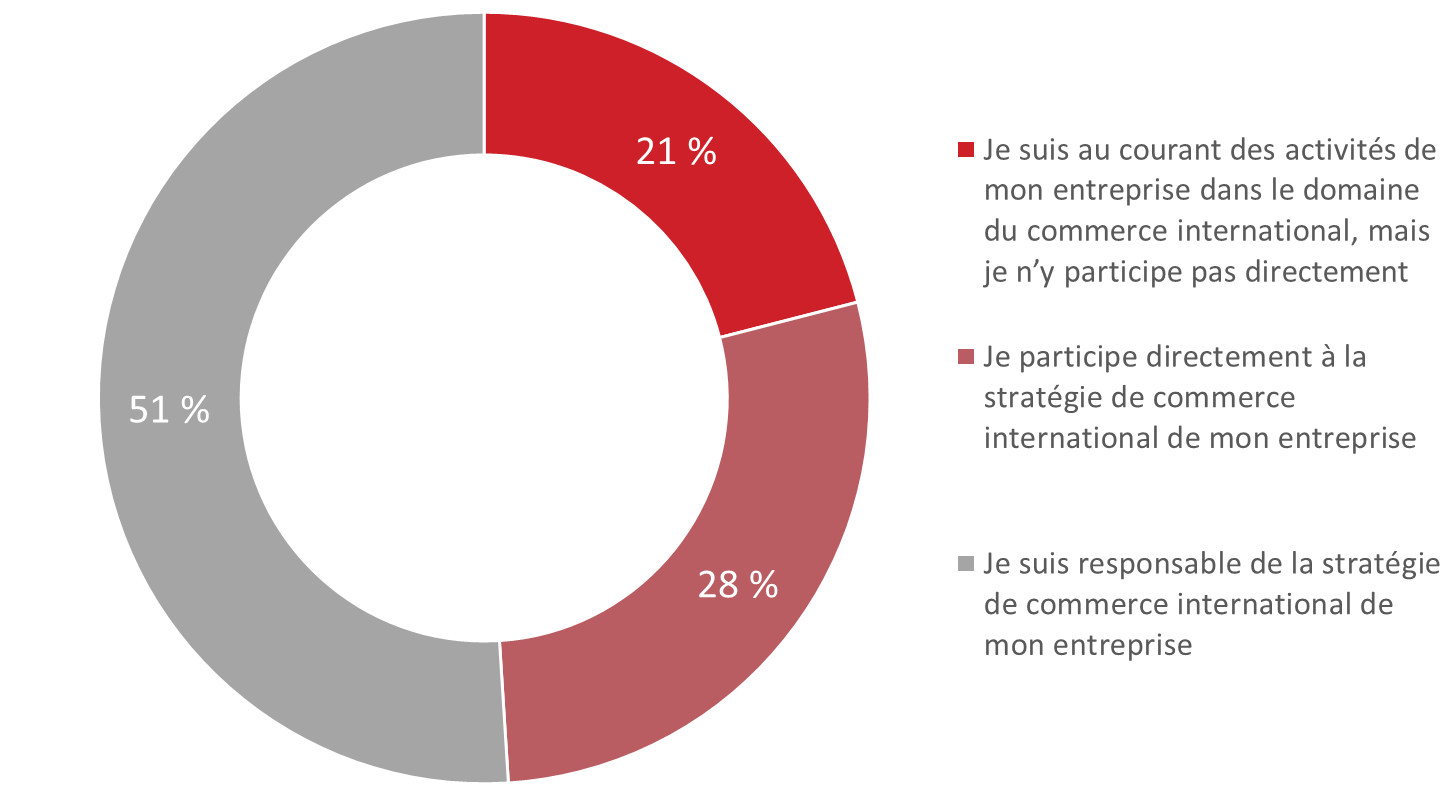 21 %
28 %
51 %
Je suis au courant des activités de
mon entreprise dans le domaine
du commerce international, mais
je n’y participe pas directement
Je participe directement à la
stratégie de commerce
international de mon entreprise
Je suis responsable de la stratégie
de commerce international de
mon entreprise